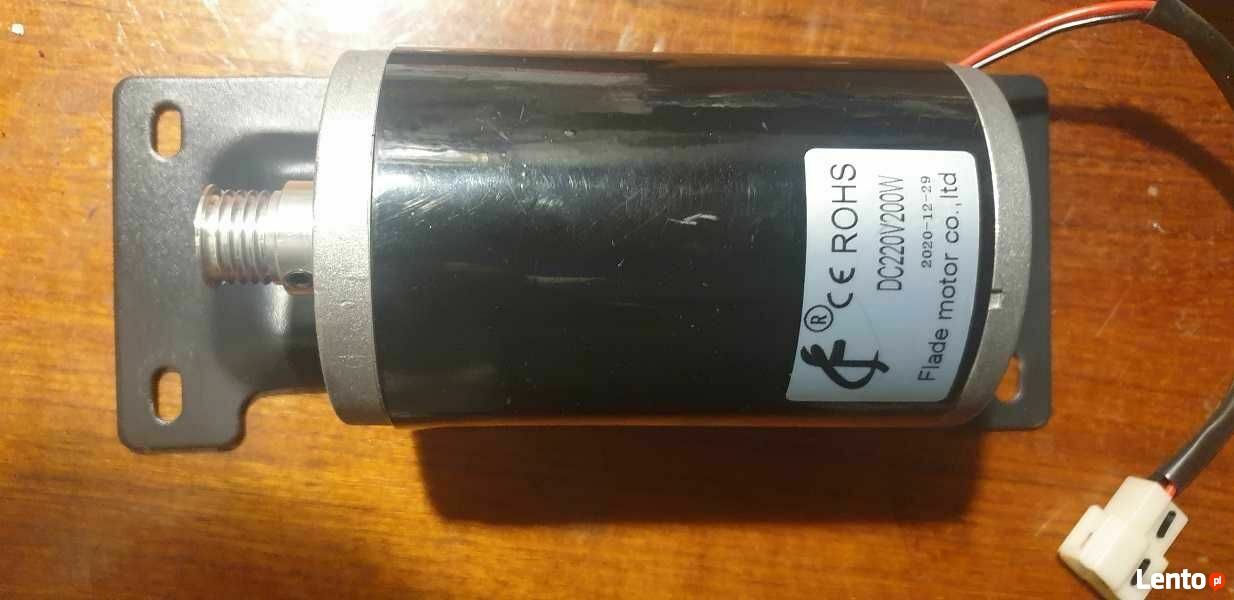 ® CE ROHS
DC220V200W
2020-12-29
Flade motor co.,ltd
Lento pl